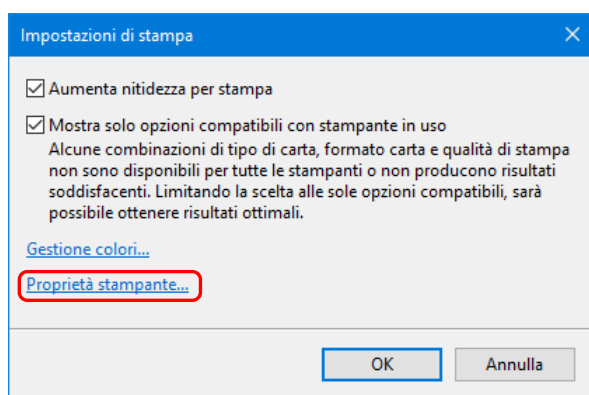 Impostazioni di stampa
Aumenta nitidezza per stampa
Mostra solo opzioni compatibili con stampante in uso
Alcune combinazioni di tipo di carta, formato carta e qualità di stampa
non sono disponibili per tutte le stampanti o non producono risultati
soddisfacenti. Limitando la scelta alle sole opzioni compatibili, sarà
possibile ottenere risultati ottimali.
Gestione colori...
Proprietà stampante...
OK Annulla